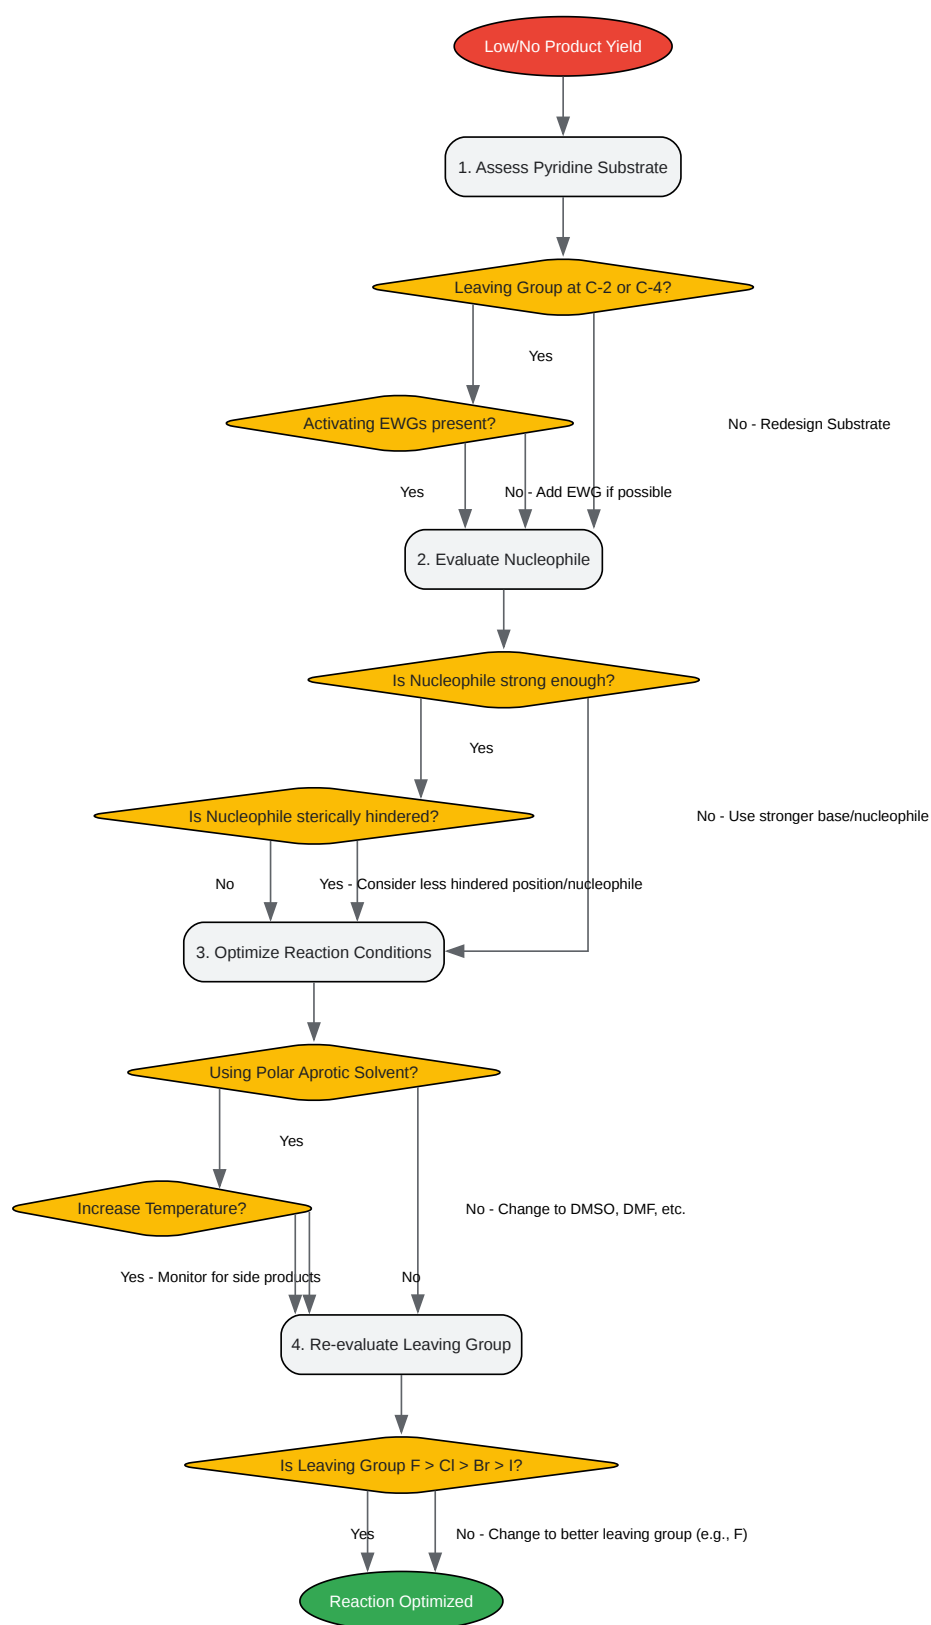 Low/No Product Yield
1. Assess Pyridine Substrate
Leaving Group at C-2 or C-4?
Yes
Activating EWGs present?
No - Redesign Substrate
Yes
No - Add EWG if possible
2. Evaluate Nucleophile
Is Nucleophile strong enough?
Yes
Is Nucleophile sterically hindered?
No - Use stronger base/nucleophile
No
Yes - Consider less hindered position/nucleophile
3. Optimize Reaction Conditions
Using Polar Aprotic Solvent?
Yes
Increase Temperature?
No - Change to DMSO, DMF, etc.
Yes - Monitor for side products
No
4. Re-evaluate Leaving Group
Is Leaving Group F > Cl > Br > I?
Yes
No - Change to better leaving group (e.g., F)
Reaction Optimized